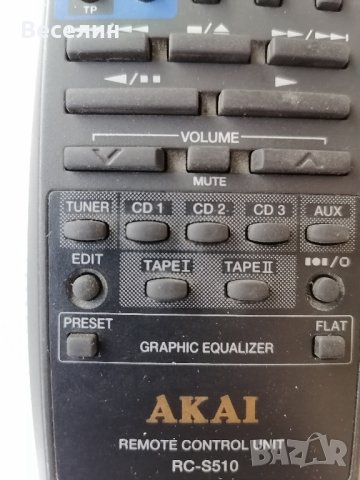 Веселин
TP
VOLUME
MUTE
TUNER CD 1 CD 2 CD 3 AUX
EDIT TAPE I TAPE II
PRESET FLAT
GRAPHIC EQUALIZER
AKAI
REMOTE CONTROL UNIT
RC-S510
BAZAR